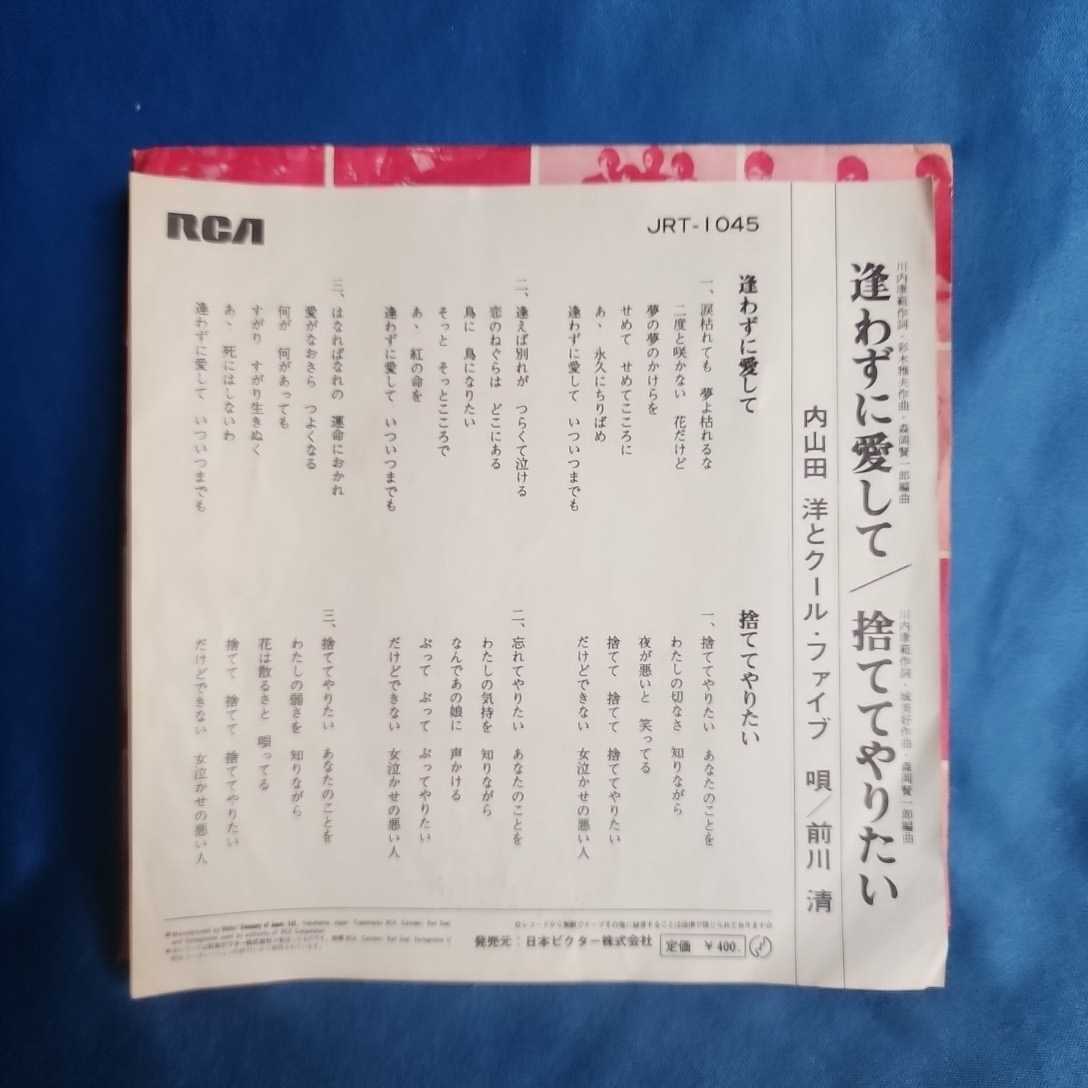 RCA
JRT-1045
川内康範作詞・彩木雅夫作曲・森岡賢一郎編曲
逢わずに愛して/捨ててやりたい
川内康範作詞・城美好作曲・森岡賢一郎編曲
内山田 洋とクール・ファイブ 唄/前川 清
逢わずに愛して
一、涙枯れても 夢よ枯れるな
二度と咲かない 花だけど
夢の夢のかけらを
せめて せめてこころに
あゝ 永久にちりばめ
逢わずに愛して いついつまでも
二、逢えば別れが つらくて泣ける
恋のねぐらは どこにある
鳥に 鳥になりたい
そっと そっとこころで
あゝ 紅の命を
逢わずに愛して いついつまでも
三、はなればなれの 運命におかれ
愛がなおさら つよくなる
何が 何があっても
すがり すがり生きぬく
あゝ 死にはしないわ
逢わずに愛して いついつまでも
捨ててやりたい
一、捨ててやりたい あなたのことを
わたしの切なさ 知りながら
夜が悪いと 笑ってる
捨てて 捨てて 捨ててやりたい
だけどできない 女泣かせの悪い人
二、忘れてやりたい あなたのことを
わたしの気持を 知りながら
なんであの娘に 声かける
ぶって ぶって ぶってやりたい
だけどできない 女泣かせの悪い人
三、捨ててやりたい あなたのことを
わたしの弱さを 知りながら
花は散るさと 唄ってる
捨てて 捨てて 捨ててやりたい
だけどできない 女泣かせの悪い人
発売元:日本ビクター株式会社
定価 ¥400.